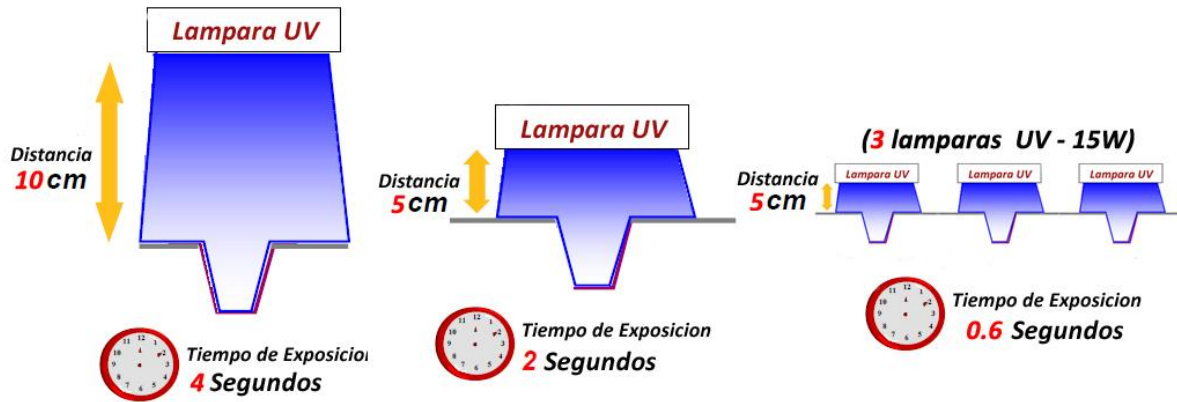 Lampara UV
Distancia
10 cm
Tiempo de Exposicion
4 Segundos
Lampara UV
Distancia
5 cm
Tiempo de Exposicion
2 Segundos
(3 lamparas UV - 15W)
Lampara UV
Lampara UV
Lampara UV
Distancia
5 cm
Tiempo de Exposicion
0.6 Segundos